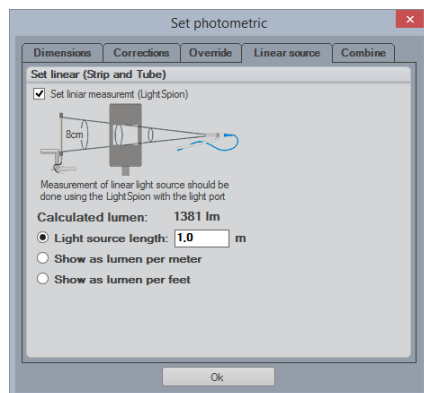 Set photometric
Dimensions Corrections Override Linear source Combine
Set linear (Strip and Tube)
Set liniar measuremt (LightSpion)
8cm
Measurement of linear light source should be
done using the LightSpion with the light port
Calculated lumen: 1381 lm
Light source length: 1.0 m
Show as lumen per meter
Show as lumen per feet
Ok